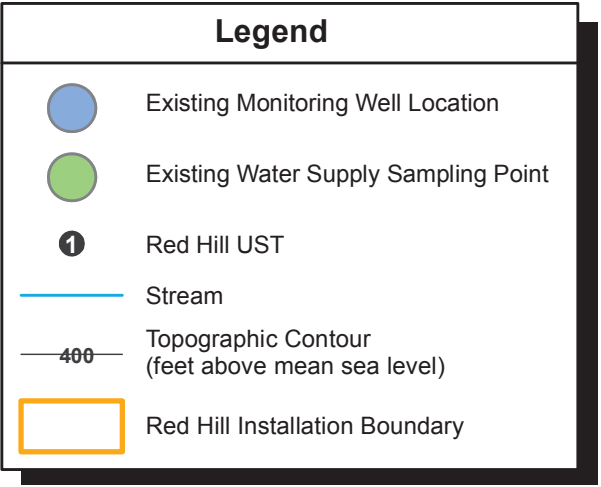 Legend
Existing Monitoring Well Location
Existing Water Supply Sampling Point
1 Red Hill UST
Stream
400 Topographic Contour
(feet above mean sea level)
Red Hill Installation Boundary